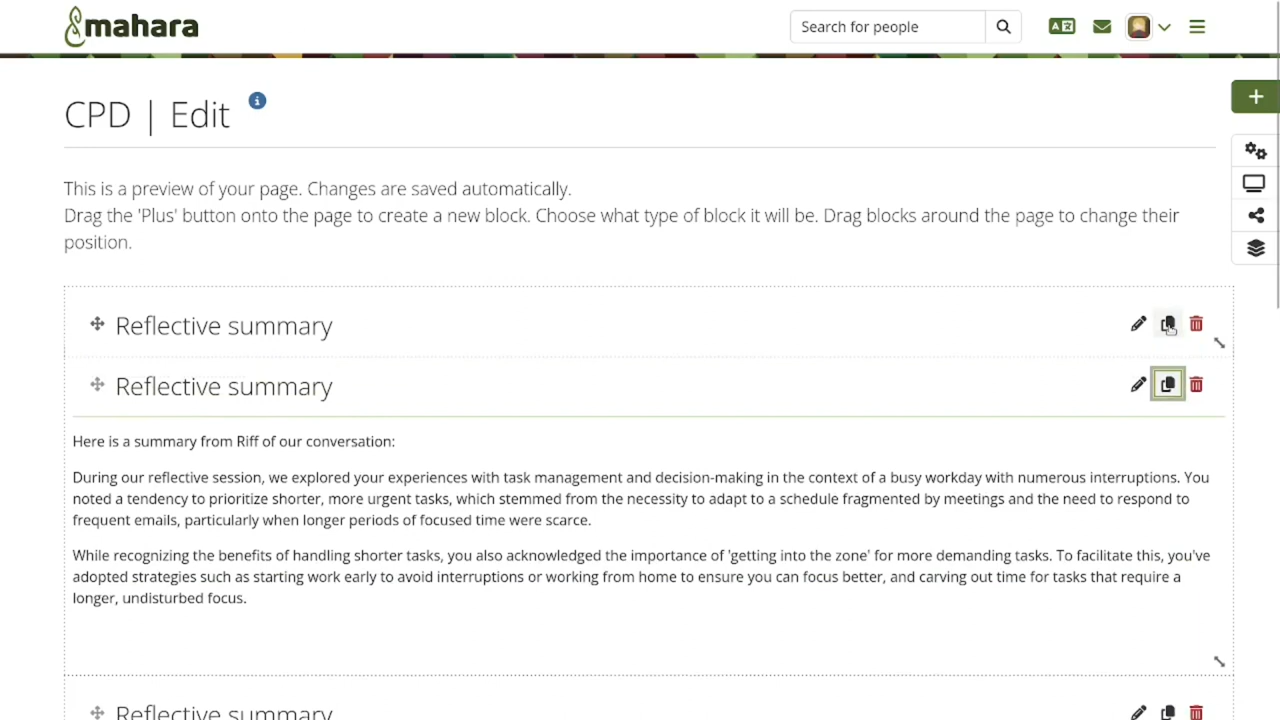 mahara
Search for people
CPD | Edit
This is a preview of your page. Changes are saved automatically.
Drag the 'Plus' button onto the page to create a new block. Choose what type of block it will be. Drag blocks around the page to change their
position.
Reflective summary
Reflective summary
Here is a summary from Riff of our conversation:
During our reflective session, we explored your experiences with task management and decision-making in the context of a busy workday with numerous interruptions. You
noted a tendency to prioritize shorter, more urgent tasks, which stemmed from the necessity to adapt to a schedule fragmented by meetings and the need to respond to
frequent emails, particularly when longer periods of focused time were scarce.
While recognizing the benefits of handling shorter tasks, you also acknowledged the importance of 'getting into the zone' for more demanding tasks. To facilitate this, you've
adopted strategies such as starting work early to avoid interruptions or working from home to ensure you can focus better, and carving out time for tasks that require a
longer, undisturbed focus.
Reflective summary